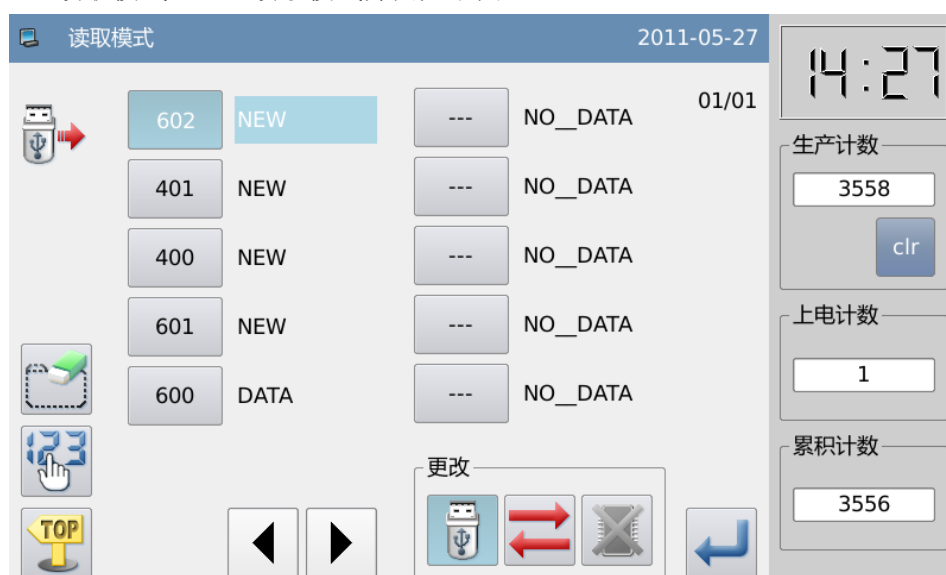 读取模式 2011-05-27
14:27
01/01
602 NEW --- NO__DATA
401 NEW --- NO__DATA
400 NEW --- NO__DATA
601 NEW --- NO__DATA
600 DATA --- NO__DATA
生产计数
3558
clr
上电计数
1
累积计数
3556
123
TOP
更改